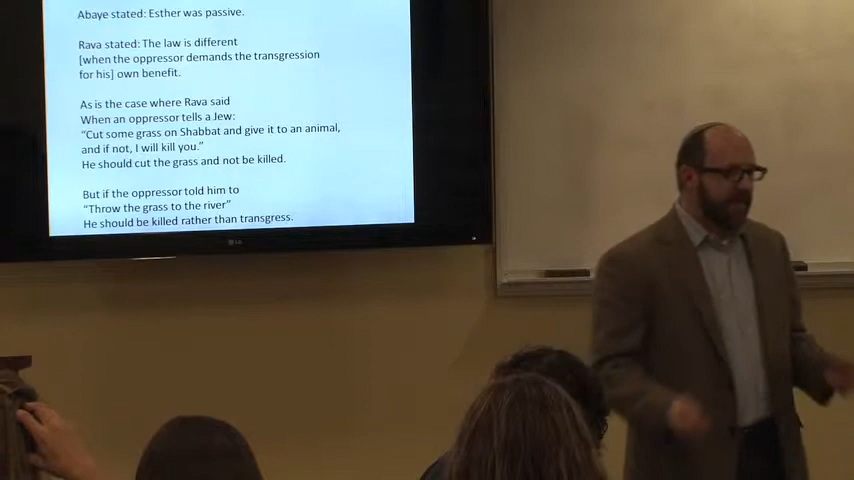 Abaye stated: Esther was passive.
Rava stated: The law is different
[when the oppressor demands the transgression
for his] own benefit.
As is the case where Rava said
When an oppressor tells a Jew:
"Cut some grass on Shabbat and give it to an animal,
and if not, I will kill you."
He should cut the grass and not be killed.
But if the oppressor told him to
"Throw the grass to the river"
He should be killed rather than transgress.
LG